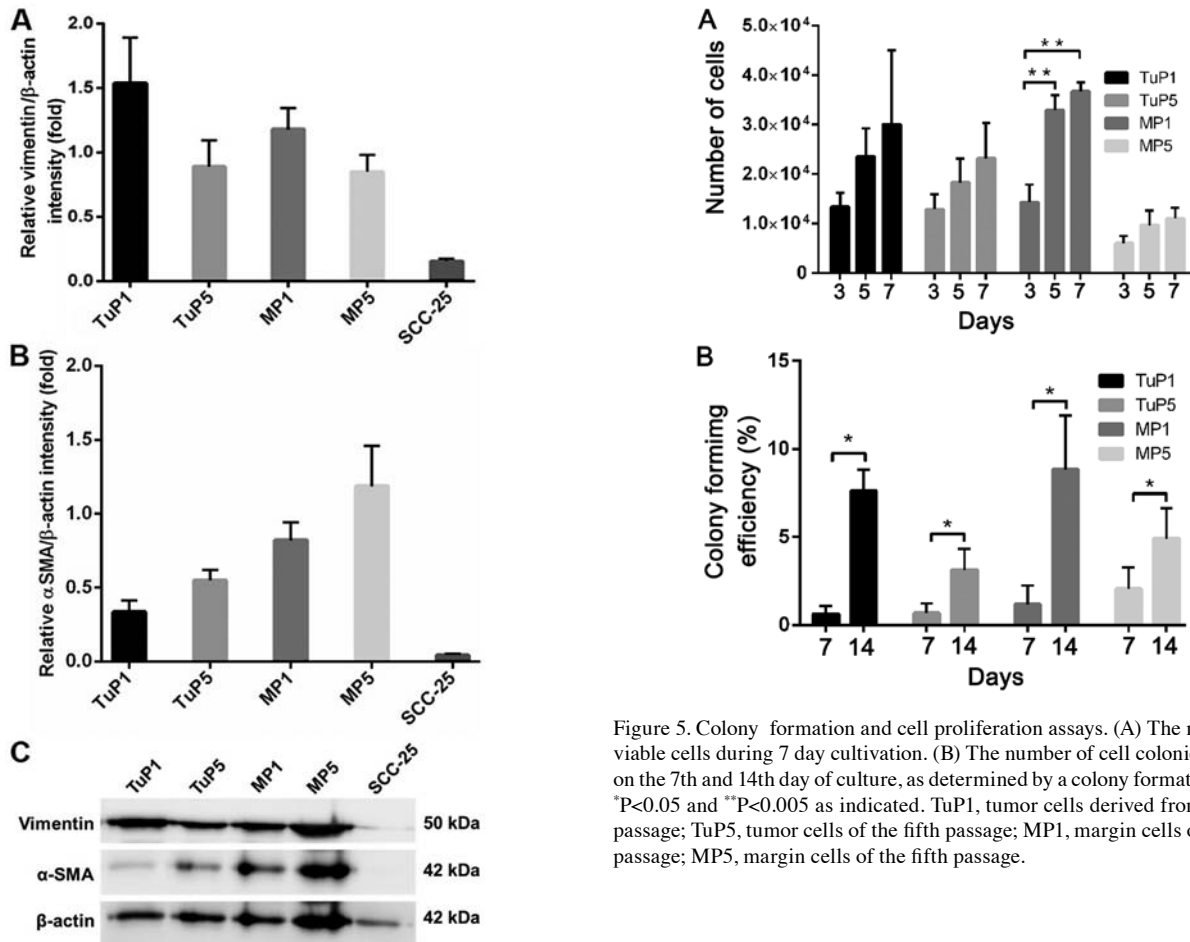 A
2.0
1.5
1.0
0.5
0.0
Relative vimentin/β-actin
intensity (fold)
TuP1
TuP5
MP1
MP5
SCC-25
B
2.0
1.5
1.0
0.5
0.0
Relative αSMA/β-actin intensity (fold)
TuP1
TuP5
MP1
MP5
SCC-25
C
TuP1
TuP5
MP1
MP5
SCC-25
Vimentin
50 kDa
α-SMA
42 kDa
β-actin
42 kDa
A
5.0×10⁴
4.0×10⁴
3.0×10⁴
2.0×10⁴
1.0×10⁴
0
Number of cells
**
**
TuP1
TuP5
MP1
MP5
3 5 7 3 5 7 3 5 7 3 5 7
Days
B
15
10
5
0
Colony formimg
efficiency (%)
*
*
*
*
TuP1
TuP5
MP1
MP5
7 14 7 14 7 14 7 14
Days
Figure 5. Colony formation and cell proliferation assays. (A) The
viable cells during 7 day cultivation. (B) The number of cell
on the 7th and 14th day of culture, as determined by a colony
*P<0.05 and **P<0.005 as indicated. TuP1, tumor cells derived
passage; TuP5, tumor cells of the fifth passage; MP1, margin cells
passage; MP5, margin cells of the fifth passage.